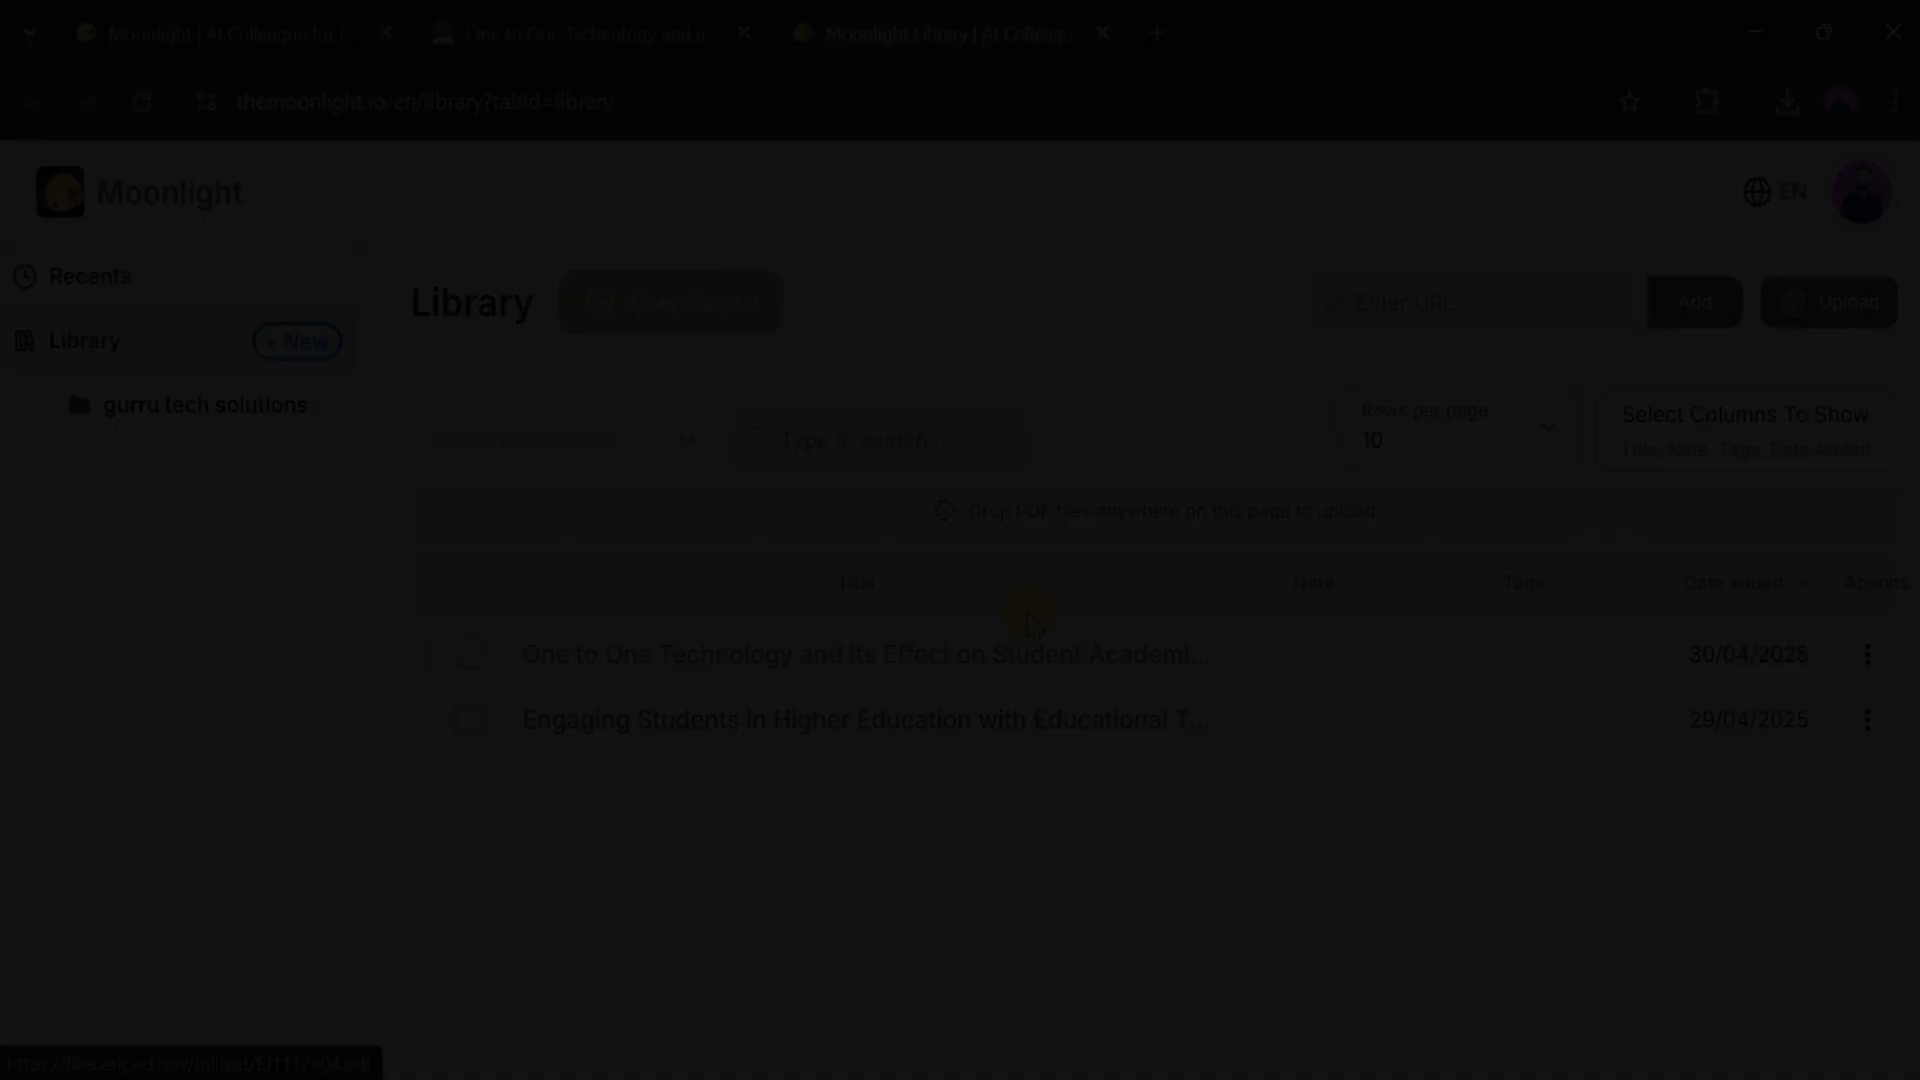 Moonlight | AI Colleague for
One to One Technology and it
Moonlight Library | AI Colleag
themoonlight.io/en/library?tabId=library
Moonlight
EN
Recents
Library
+ New
gurru tech solutions
Library
Deep Search
Enter URL
Add
Upload
Type to search...
Rows per page
10
Select Columns To Show
Title, Note, Tags, Date Added
Drop PDF files anywhere on this page to upload
Title
Note
Tags
Date Added
Actions
One to One Technology and its Effect on Student Academi...
30/04/2025
Engaging Students in Higher Education with Educational T...
29/04/2025